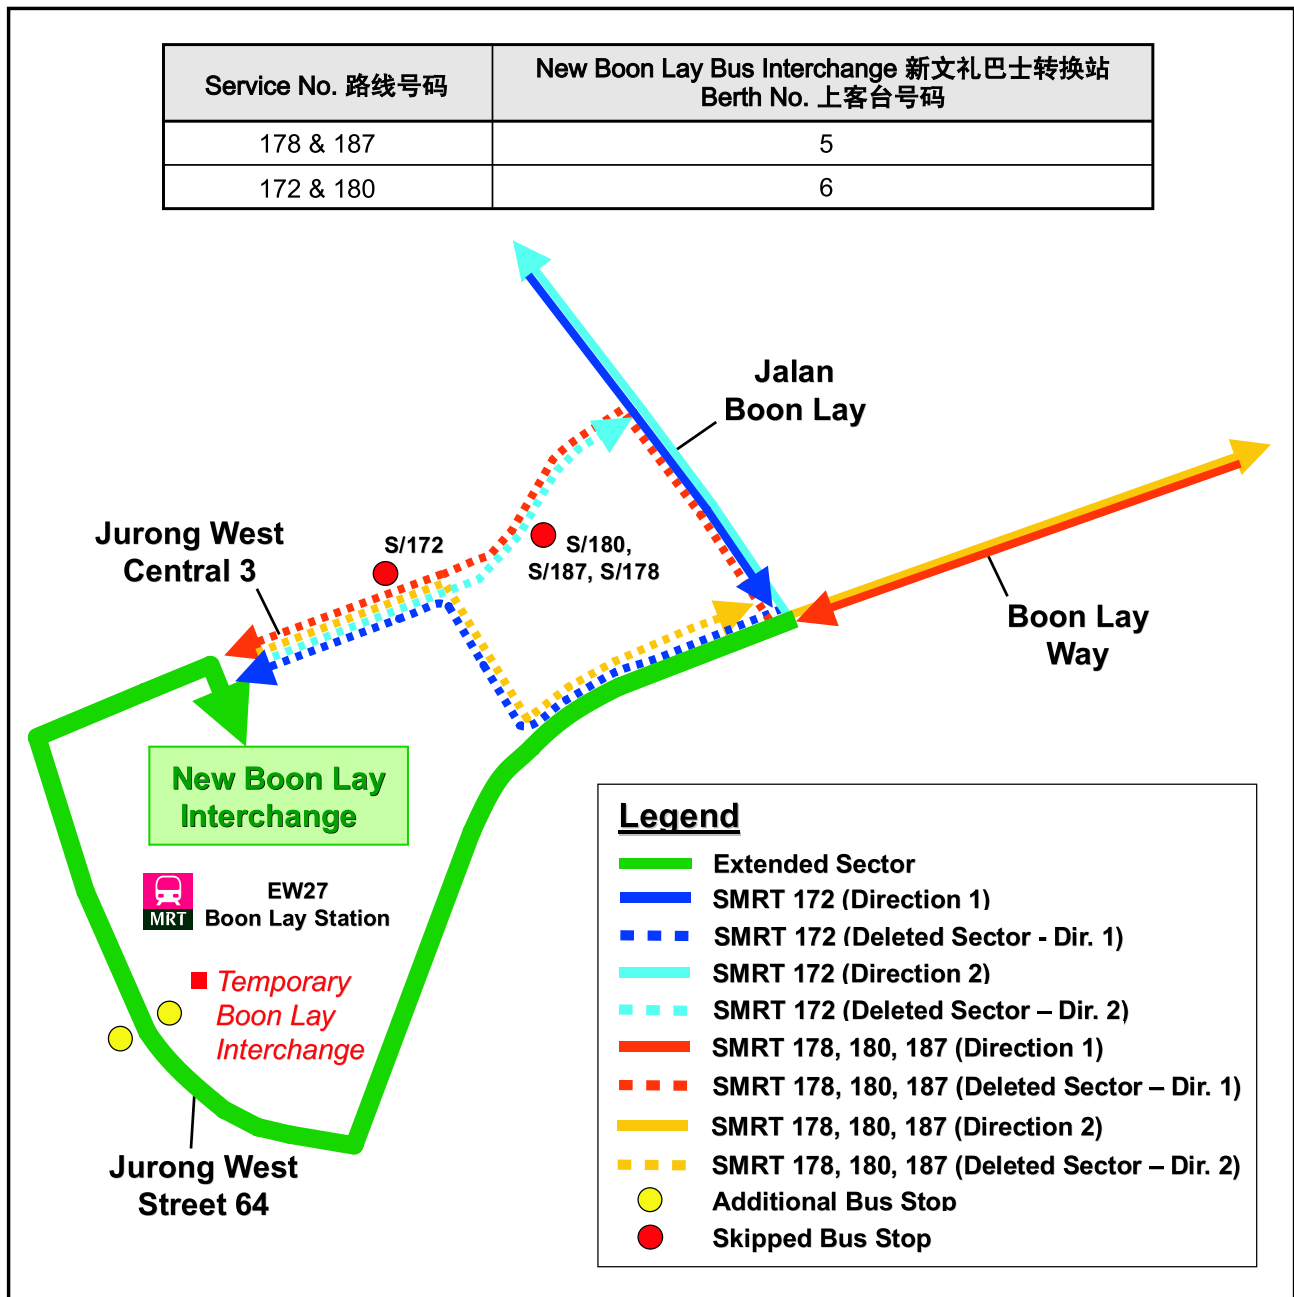 Service No. 路线号码
New Boon Lay Bus Interchange 新文礼巴士转换站
Berth No. 上客台号码
178 & 187
5
172 & 180
6
Jalan
Boon Lay
Jurong West
Central 3
S/172
S/180,
S/187, S/178
Boon Lay
Way
New Boon Lay
Interchange
MRT
EW27
Boon Lay Station
Temporary
Boon Lay
Interchange
Jurong West
Street 64
Legend
Extended Sector
SMRT 172 (Direction 1)
SMRT 172 (Deleted Sector - Dir. 1)
SMRT 172 (Direction 2)
SMRT 172 (Deleted Sector – Dir. 2)
SMRT 178, 180, 187 (Direction 1)
SMRT 178, 180, 187 (Deleted Sector – Dir. 1)
SMRT 178, 180, 187 (Direction 2)
SMRT 178, 180, 187 (Deleted Sector – Dir. 2)
Additional Bus Stop
Skipped Bus Stop